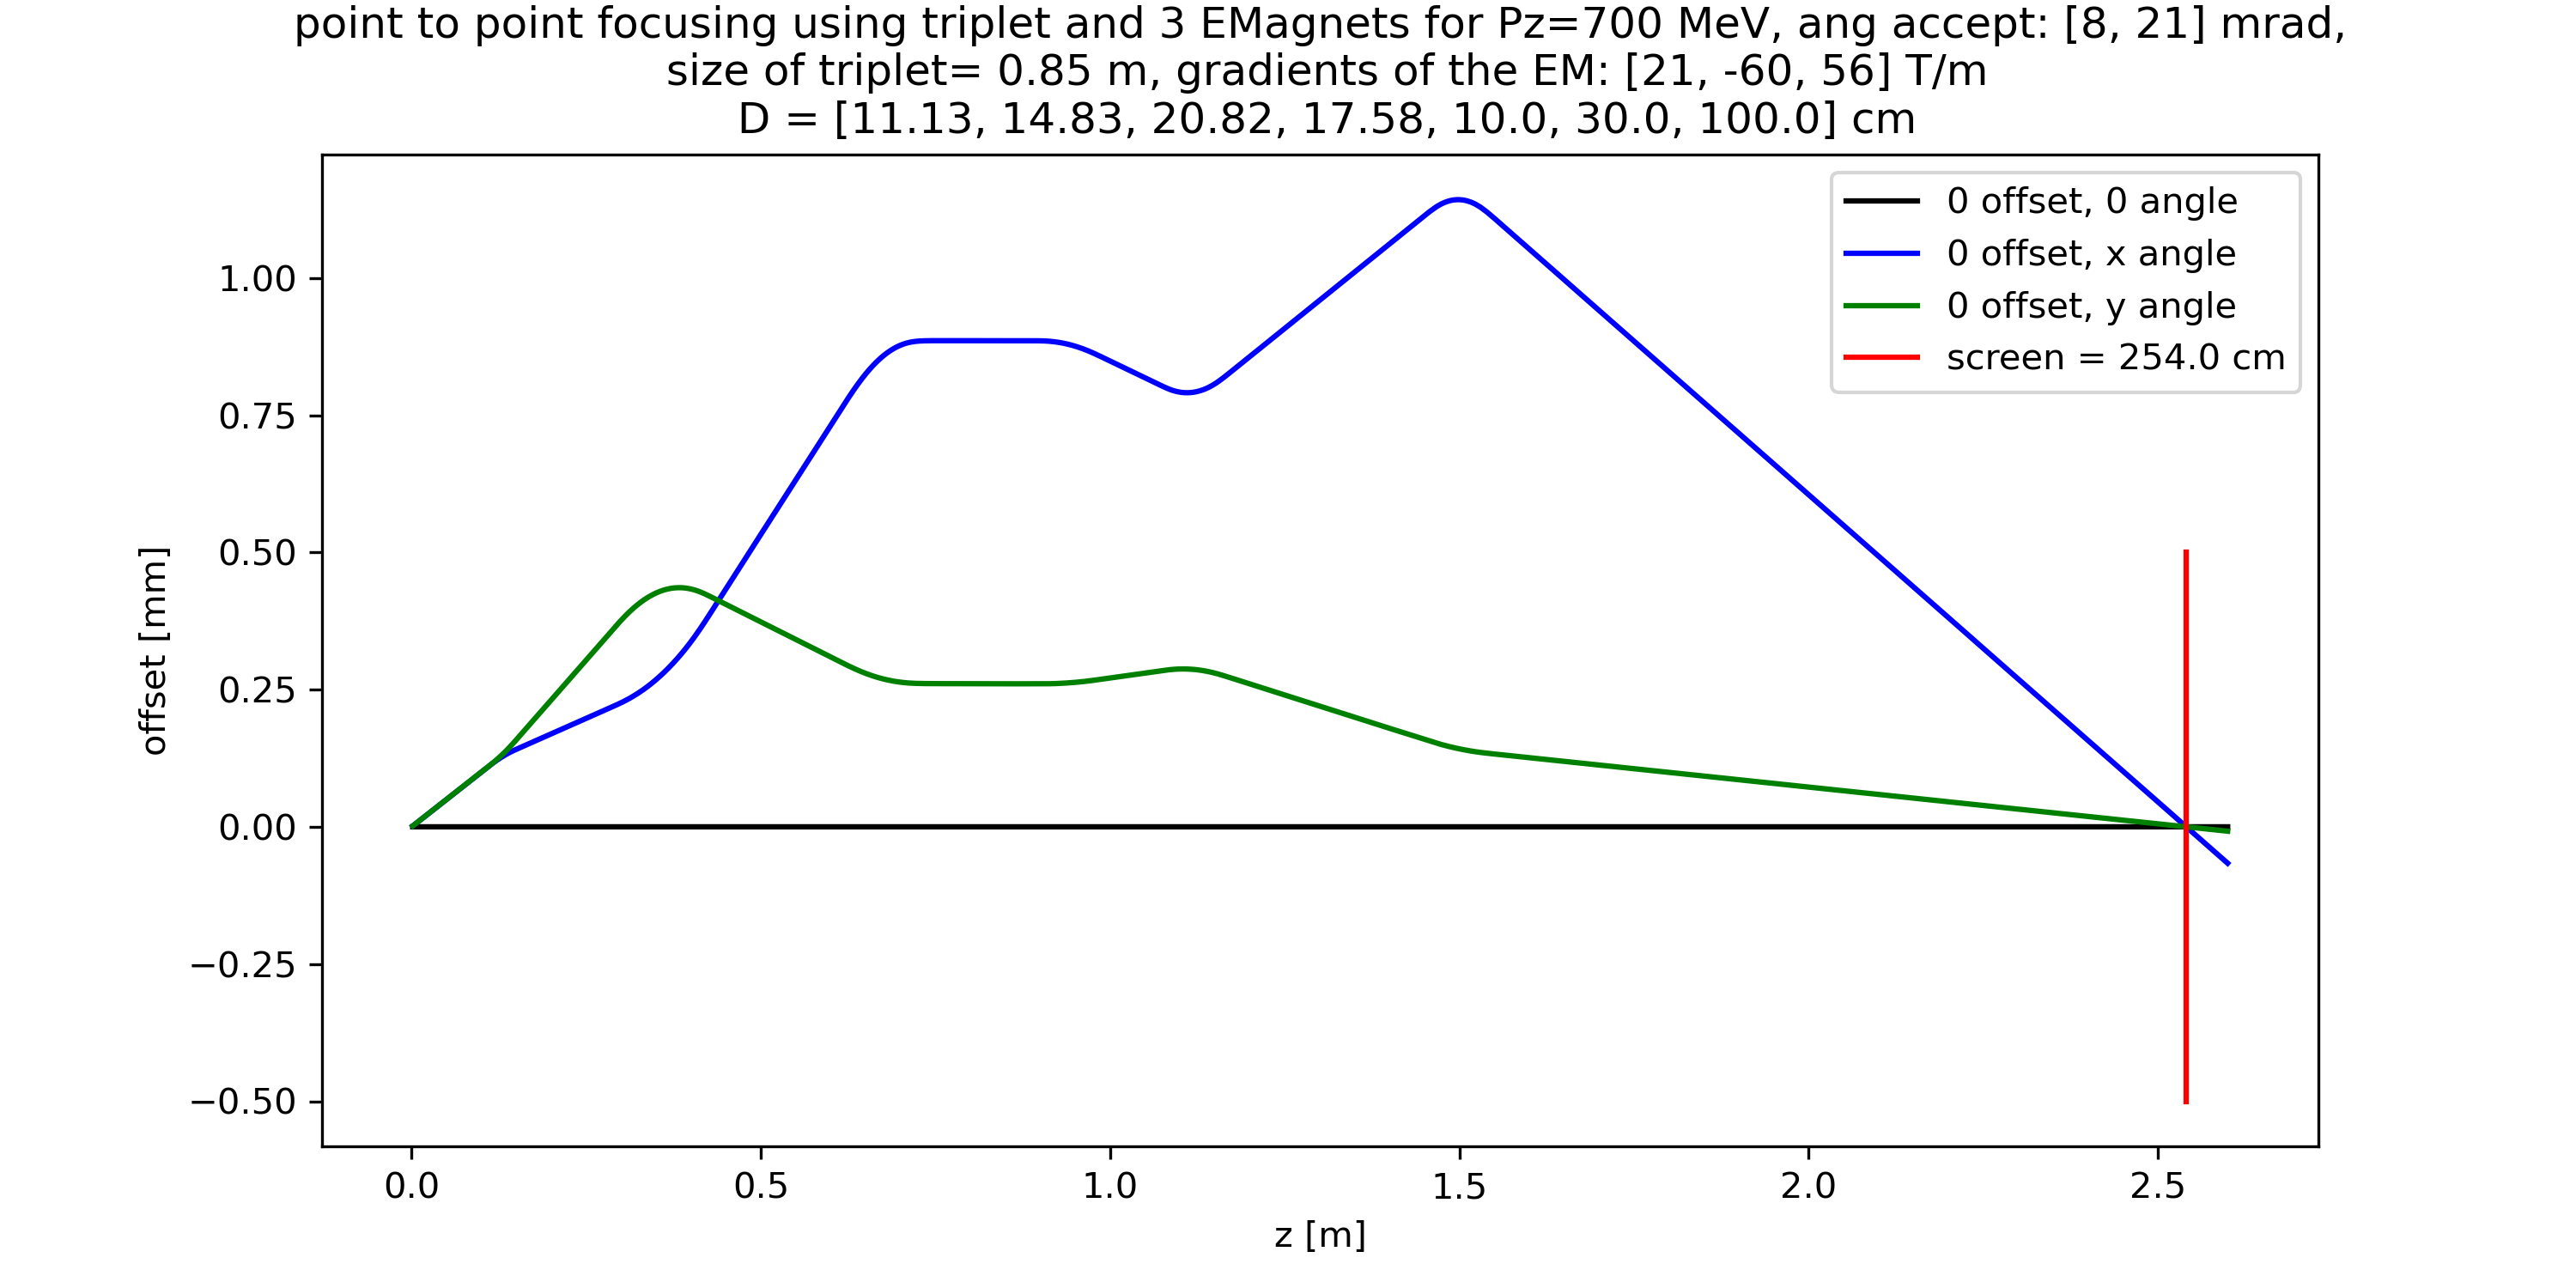 point to point focusing using triplet and 3 EMagnets for Pz=700 MeV, ang accept: [8, 21] mrad,
size of triplet= 0.85 m, gradients of the EM: [21, -60, 56] T/m
D = [11.13, 14.83, 20.82, 17.58, 10.0, 30.0, 100.0] cm
0 offset, 0 angle
0 offset, x angle
0 offset, y angle
screen = 254.0 cm
offset [mm]
1.00
0.75
0.50
0.25
0.00
−0.25
−0.50
0.0 0.5 1.0 1.5 2.0 2.5
z [m]